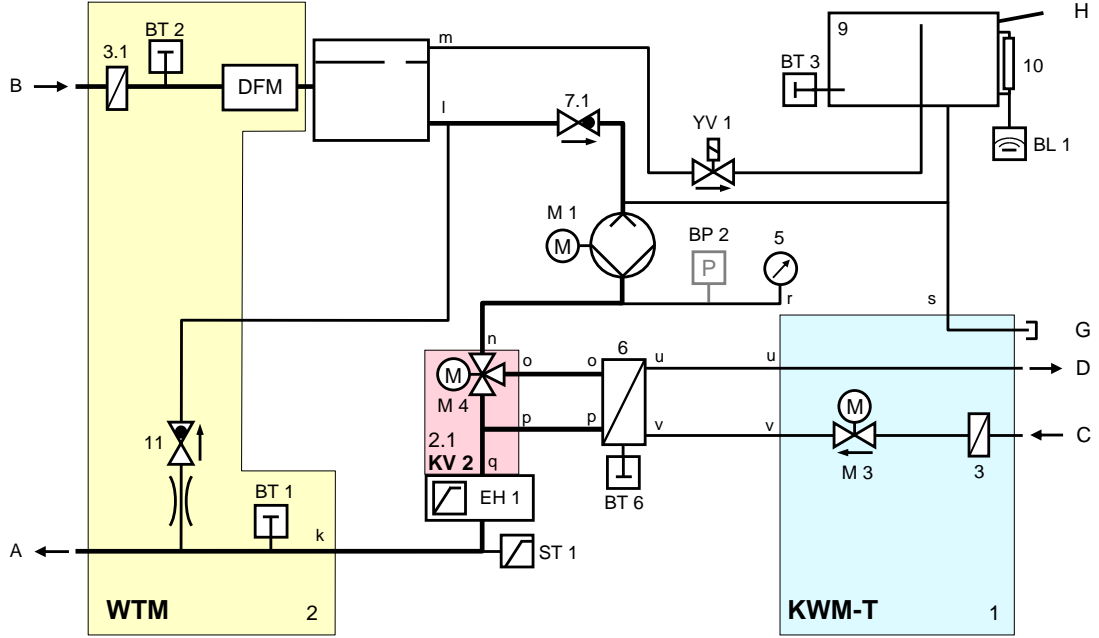 m
H
9
3.1
BT 2
BT 3
10
B
DFM
l
7.1
YV 1
BL 1
M 1
M
BP 2
5
P
r
s
n
G
6
o
o
u
u
D
M
M 4
M
p
p
v
v
C
11
2.1
KV 2
q
M 3
3
EH 1
BT 6
BT 1
k
A
ST 1
WTM
2
KWM-T
1